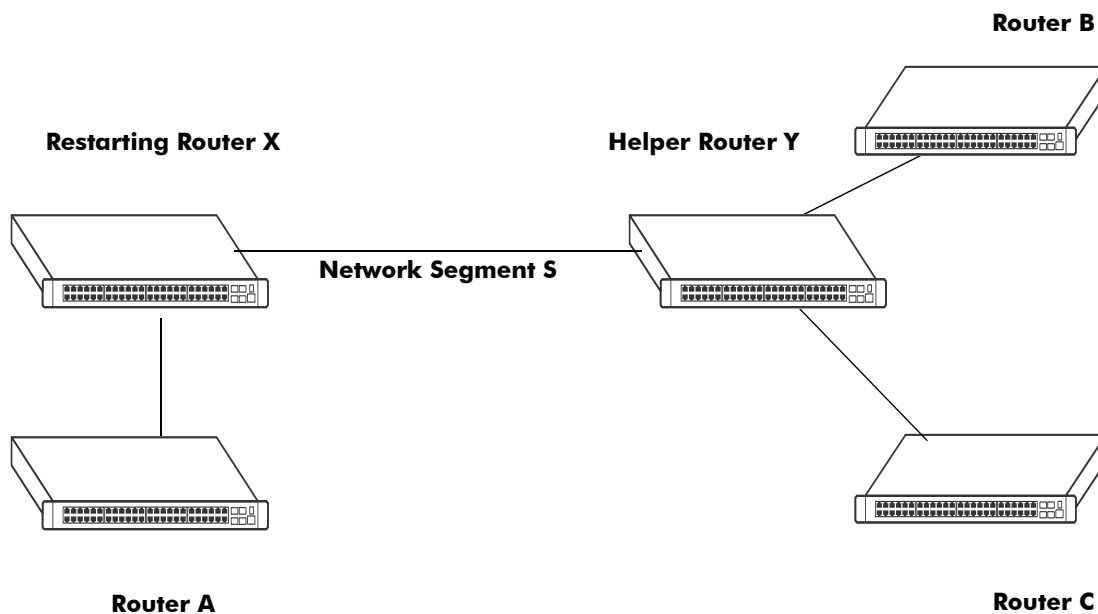 Router B
Restarting Router X
Helper Router Y
Network Segment S
Router A
Router C